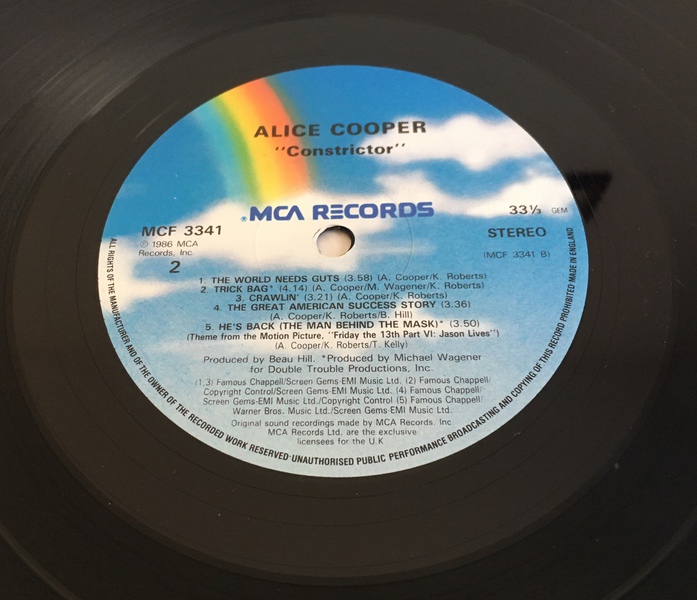 ALICE COOPER
"Constrictor"
MCA RECORDS
33⅓ GEM
MCF 3341
STEREO
℗ 1986 MCA
Records, Inc
(MCF 3341 B)
2
1. THE WORLD NEEDS GUTS (3.58) (A. Cooper/K. Roberts)
2. TRICK BAG* (4.14) (A. Cooper/M. Wagener/K. Roberts)
3. CRAWLIN' (3.21) (A. Cooper/K. Roberts)
4. THE GREAT AMERICAN SUCCESS STORY (3.36)
(A. Cooper/K. Roberts/B. Hill)
5. HE'S BACK (THE MAN BEHIND THE MASK)* (3.50)
(Theme from the Motion Picture, "Friday the 13th Part VI: Jason Lives")
(A. Cooper/K. Roberts/T. Kelly)
Produced by Beau Hill. *Produced by Michael Wagener
for Double Trouble Productions, Inc.
(1,3) Famous Chappell/Screen Gems-EMI Music Ltd. (2) Famous Chappell/
Copyright Control/Screen Gems-EMI Music Ltd. (4) Famous Chappell/
Screen Gems-EMI Music Ltd./Copyright Control (5) Famous Chappell/
Warner Bros. Music Ltd./Screen Gems-EMI Music Ltd.
Original sound recordings made by MCA Records. Inc
MCA Records Ltd. are the exclusive
licensees for the U.K
ALL RIGHTS OF THE MANUFACTURER AND OF THE OWNER OF THE RECORDED WORK RESERVED·UNAUTHORISED PUBLIC PERFORMANCE BROADCASTING AND COPYING OF THIS RECORD PROHIBITED MADE IN ENGLAND